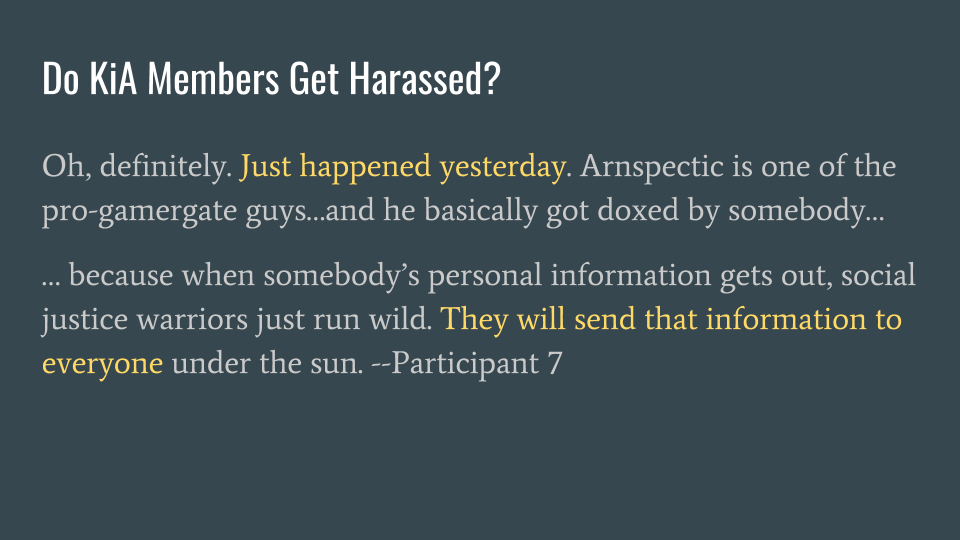 Do KiA Members Get Harassed?
Oh, definitely. Just happened yesterday. Arnspectic is one of the
pro-gamergate guys...and he basically got doxed by somebody...
... because when somebody’s personal information gets out, social
justice warriors just run wild. They will send that information to
everyone under the sun. --Participant 7